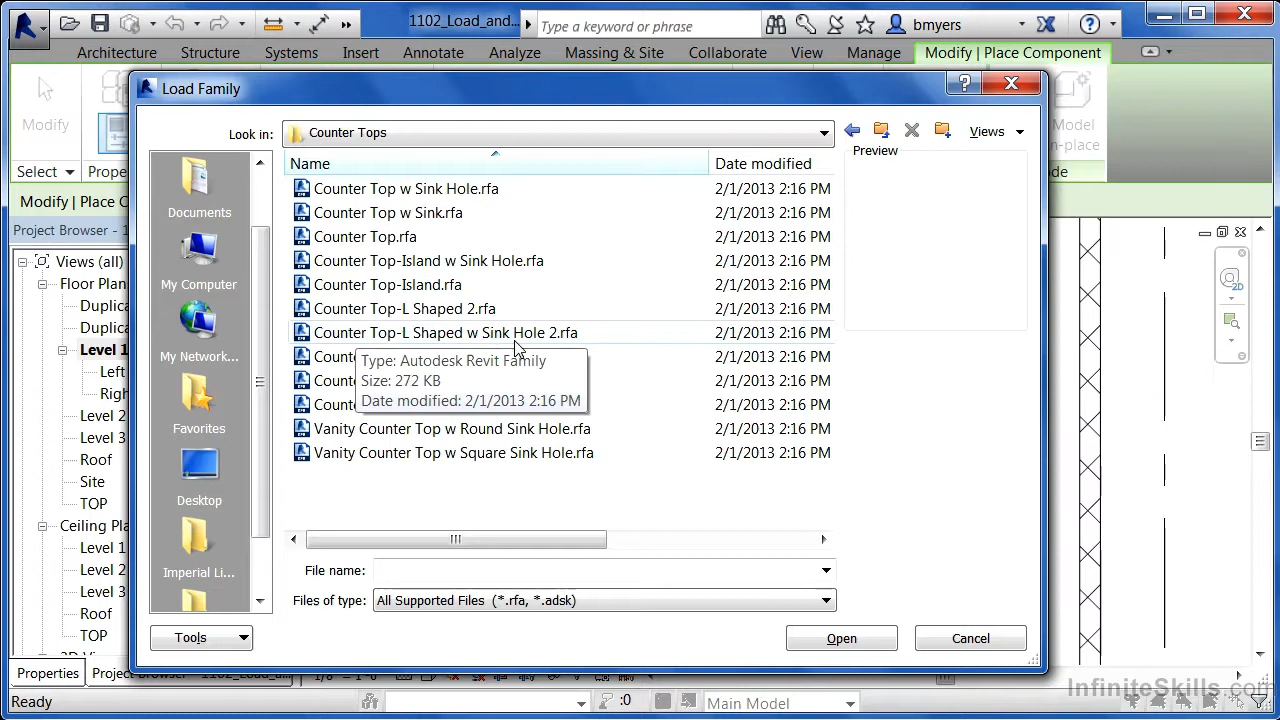 1102_Load_and...
Type a keyword or phrase
bmyers
Architecture Structure Systems Insert Annotate Analyze Massing & Site Collaborate View Manage Modify | Place Component
Load Family
Modify
Model
n-place
Select
Prope
de
Look in:
Counter Tops
Views
Name
Date modified
Preview
Documents
My Computer
My Network...
Favorites
Desktop
Imperial Li...
Counter Top w Sink Hole.rfa 2/1/2013 2:16 PM
Counter Top w Sink.rfa 2/1/2013 2:16 PM
Counter Top.rfa 2/1/2013 2:16 PM
Counter Top-Island w Sink Hole.rfa 2/1/2013 2:16 PM
Counter Top-Island.rfa 2/1/2013 2:16 PM
Counter Top-L Shaped 2.rfa 2/1/2013 2:16 PM
Counter Top-L Shaped w Sink Hole 2.rfa 2/1/2013 2:16 PM
Count 2/1/2013 2:16 PM
Count 2/1/2013 2:16 PM
Count 2/1/2013 2:16 PM
Vanity Counter Top w Round Sink Hole.rfa 2/1/2013 2:16 PM
Vanity Counter Top w Square Sink Hole.rfa 2/1/2013 2:16 PM
Type: Autodesk Revit Family
Size: 272 KB
Date modified: 2/1/2013 2:16 PM
File name:
Files of type: All Supported Files (*.rfa, *.adsk)
Tools
Open
Cancel
Modify | Place C
Project Browser - 1
Views (all)
Floor Plan
Duplica
Duplica
Level 1
Left
Righ
Level 2
Level 3
Roof
Site
TOP
Ceiling Pla
Level 1
Level 2
Level 3
Roof
TOP
Properties
Ready
:0
Main Model
2D
InfiniteSkills.com